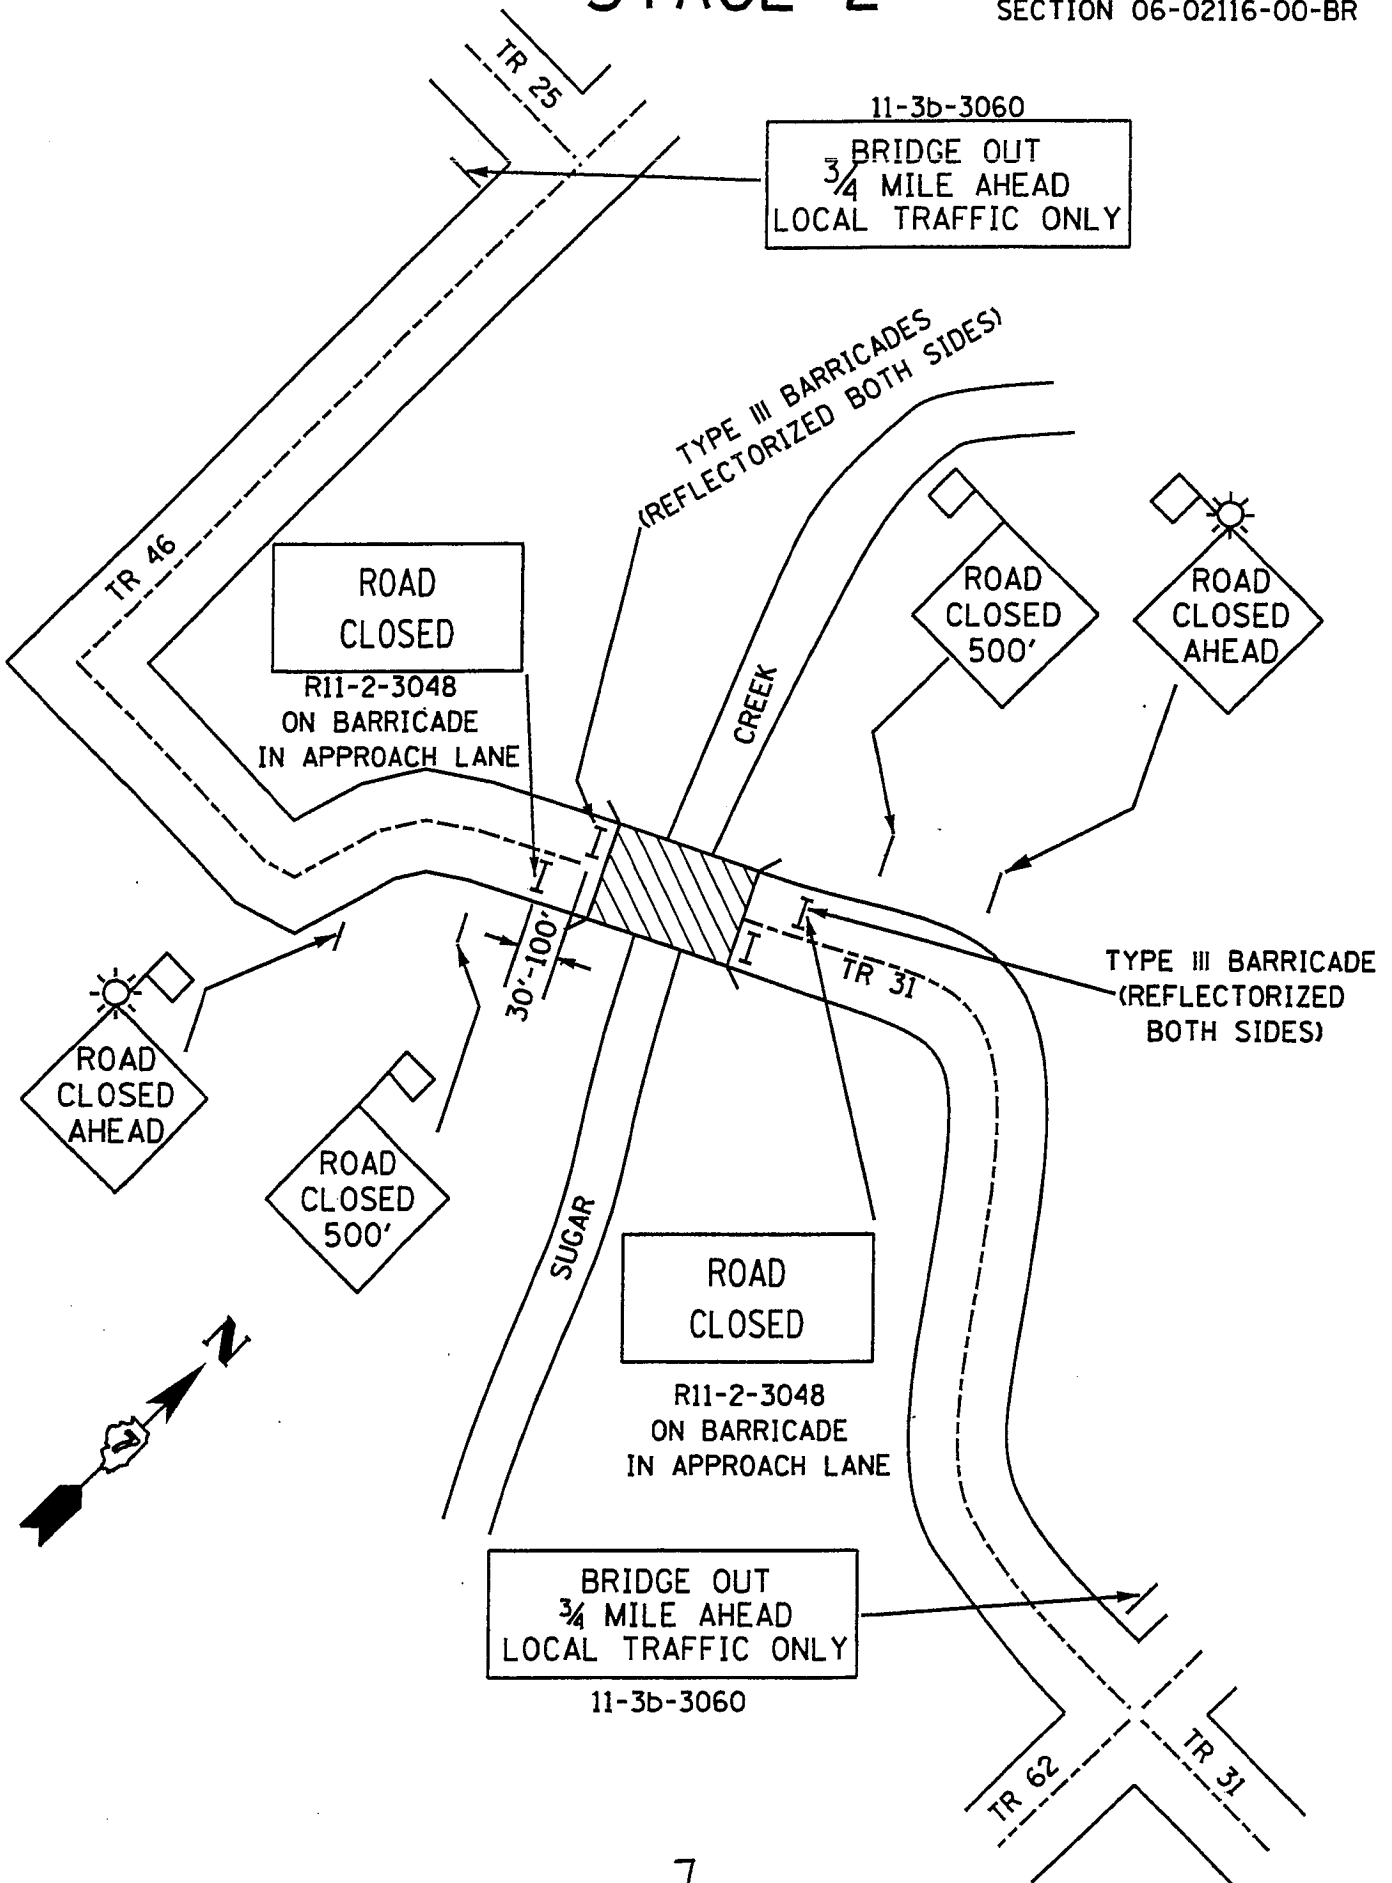 STAGE 2
SECTION 06-02116-00-BR
TR 25
11-3b-3060
BRIDGE OUT
3/4 MILE AHEAD
LOCAL TRAFFIC ONLY
TYPE III BARRICADES
(REFLECTORIZED BOTH SIDES)
TR 46
ROAD
CLOSED
R11-2-3048
ON BARRICADE
IN APPROACH LANE
CREEK
ROAD
CLOSED
500'
ROAD
CLOSED
AHEAD
30'-100'
TR 31
TYPE III BARRICADE
(REFLECTORIZED
BOTH SIDES)
ROAD
CLOSED
AHEAD
ROAD
CLOSED
500'
SUGAR
ROAD
CLOSED
R11-2-3048
ON BARRICADE
IN APPROACH LANE
N
BRIDGE OUT
3/4 MILE AHEAD
LOCAL TRAFFIC ONLY
11-3b-3060
TR 62
TR 31
7